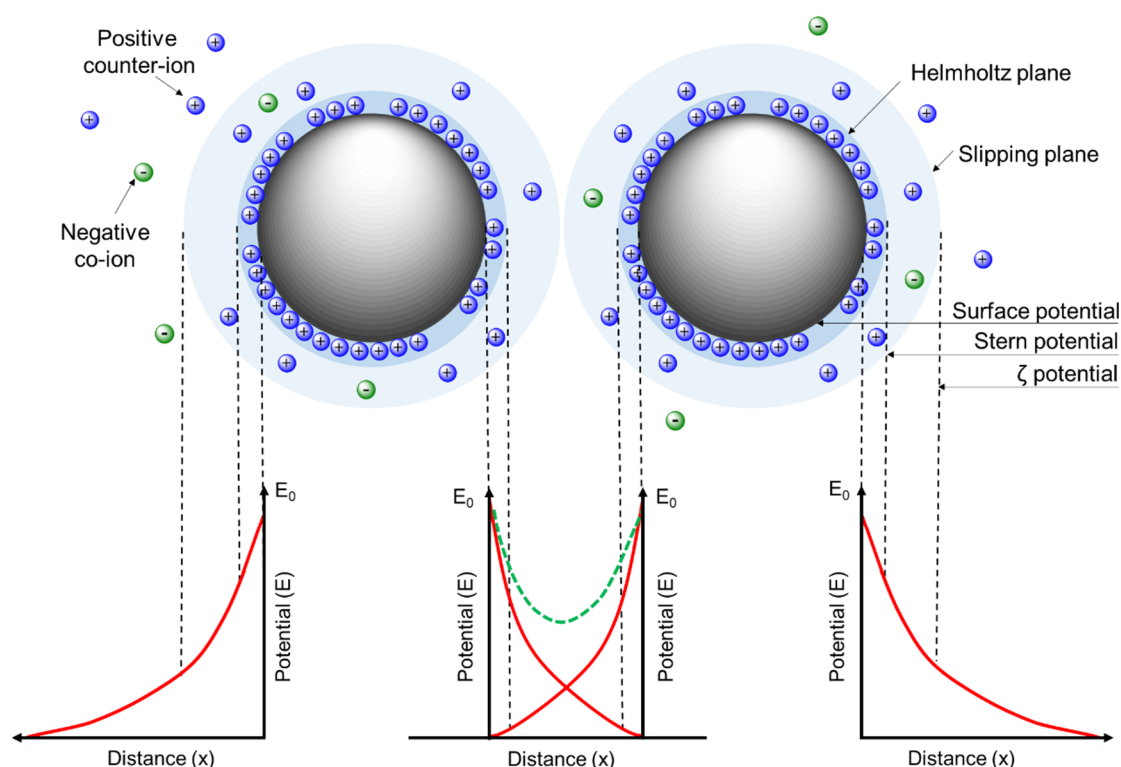 Positive
counter-ion
Helmholtz plane
Slipping plane
Negative
co-ion
Surface potential
Stern potential
ζ potential
E₀
E₀
E₀
E₀
Potential (E)
Potential (E)
Potential (E)
Potential (E)
Distance (x)
Distance (x)
Distance (x)